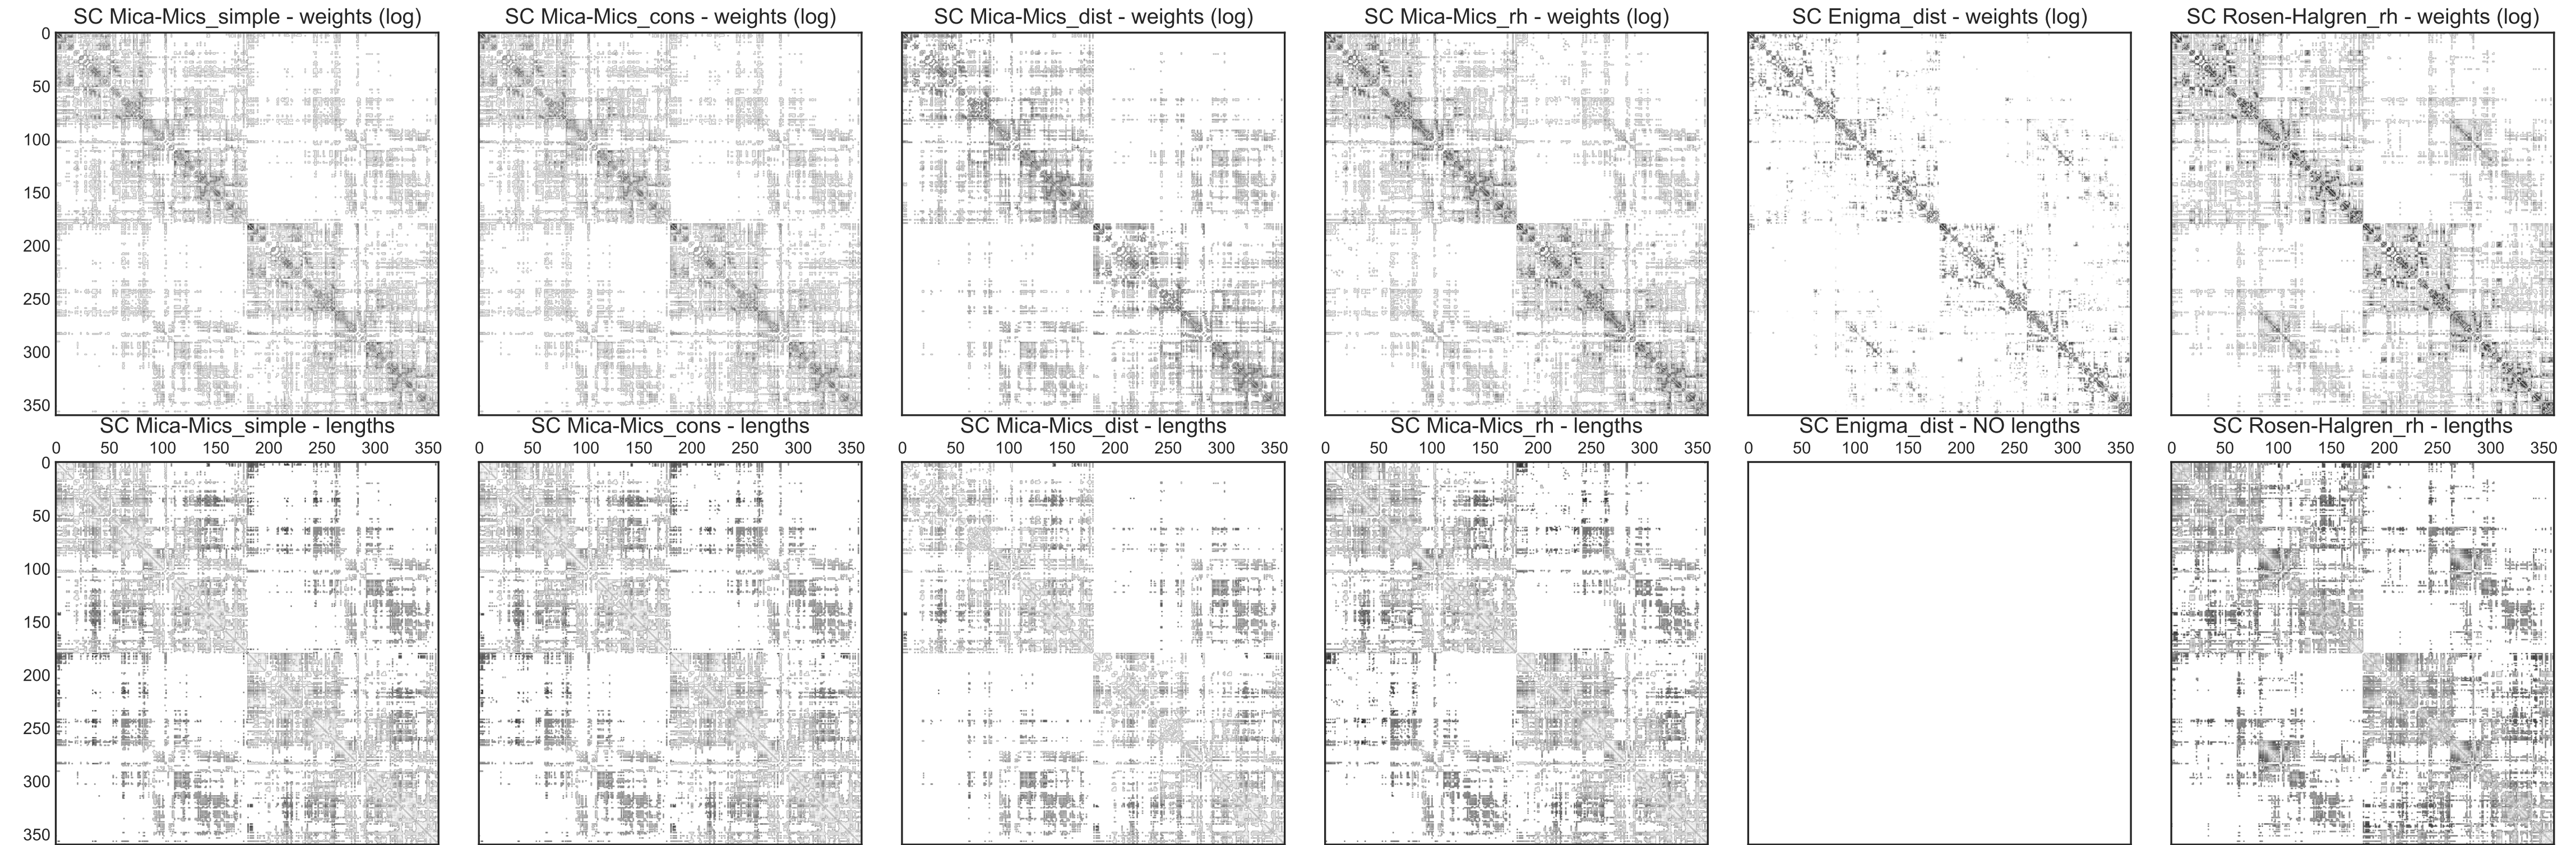 SC Mica-Mics_simple - weights (log)
SC Mica-Mics_cons - weights (log)
SC Mica-Mics_dist - weights (log)
SC Mica-Mics_rh - weights (log)
SC Enigma_dist - weights (log)
SC Rosen-Halgren_rh - weights (log)
0
50
100
150
200
250
300
350
SC Mica-Mics_simple - lengths
SC Mica-Mics_cons - lengths
SC Mica-Mics_dist - lengths
SC Mica-Mics_rh - lengths
SC Enigma_dist - NO lengths
SC Rosen-Halgren_rh - lengths
0 50 100 150 200 250 300 350
0 50 100 150 200 250 300 350
0 50 100 150 200 250 300 350
0 50 100 150 200 250 300 350
0 50 100 150 200 250 300 350
0 50 100 150 200 250 300 350
0
50
100
150
200
250
300
350